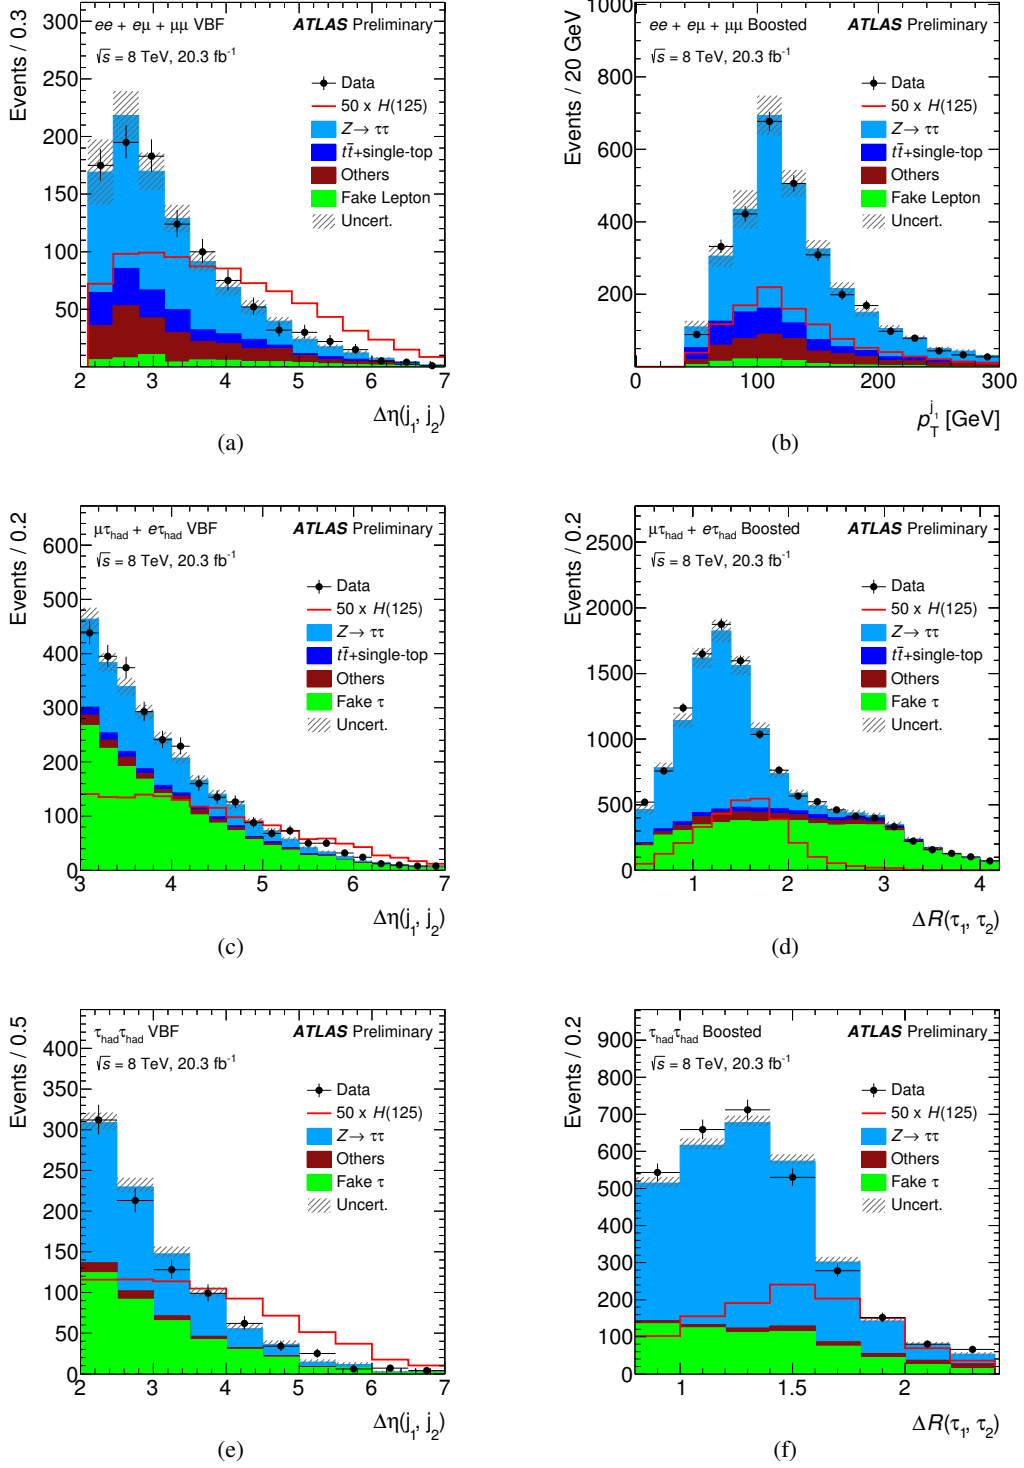 Events / 0.3
ee + eμ + μμ VBF
ATLAS Preliminary
√s = 8 TeV, 20.3 fb⁻¹
Data
50 x H(125)
Z→ ττ
tt̄+single-top
Others
Fake Lepton
Uncert.
300
250
200
150
100
50
2 3 4 5 6 7
Δη(j₁, j₂)
(a)
Events / 20 GeV
ee + eμ + μμ Boosted
ATLAS Preliminary
√s = 8 TeV, 20.3 fb⁻¹
Data
50 x H(125)
Z→ ττ
tt̄+single-top
Others
Fake Lepton
Uncert.
1000
800
600
400
200
0 100 200 300
p_T^{j₁} [GeV]
(b)
Events / 0.2
μτ_had + eτ_had VBF
ATLAS Preliminary
√s = 8 TeV, 20.3 fb⁻¹
Data
50 x H(125)
Z→ ττ
tt̄+single-top
Others
Fake τ
Uncert.
600
500
400
300
200
100
0
3 4 5 6 7
Δη(j₁, j₂)
(c)
Events / 0.2
μτ_had + eτ_had Boosted
ATLAS Preliminary
√s = 8 TeV, 20.3 fb⁻¹
Data
50 x H(125)
Z→ ττ
tt̄+single-top
Others
Fake τ
Uncert.
2500
2000
1500
1000
500
0
1 2 3 4
ΔR(τ₁, τ₂)
(d)
Events / 0.5
τ_had τ_had VBF
ATLAS Preliminary
√s = 8 TeV, 20.3 fb⁻¹
Data
50 x H(125)
Z→ ττ
Others
Fake τ
Uncert.
400
350
300
250
200
150
100
50
0
2 3 4 5 6 7
Δη(j₁, j₂)
(e)
Events / 0.2
τ_had τ_had Boosted
ATLAS Preliminary
√s = 8 TeV, 20.3 fb⁻¹
Data
50 x H(125)
Z→ ττ
Others
Fake τ
Uncert.
900
800
700
600
500
400
300
200
100
0
1 1.5 2
ΔR(τ₁, τ₂)
(f)